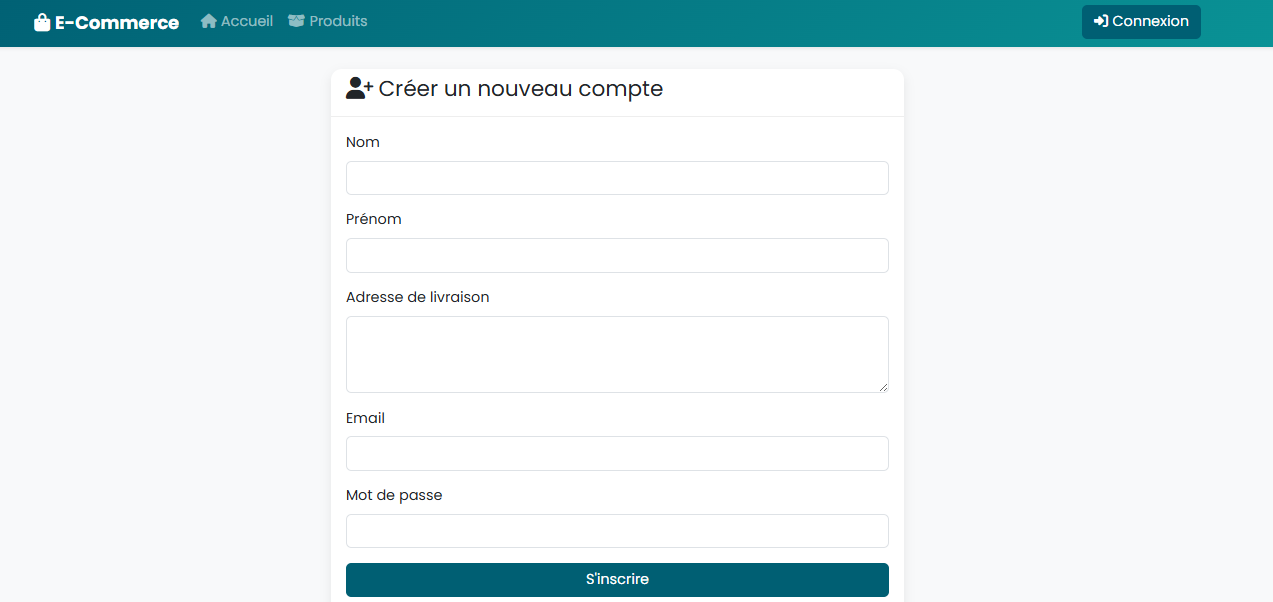 E-Commerce Accueil Produits Connexion
Créer un nouveau compte
Nom
Prénom
Adresse de livraison
Email
Mot de passe
S'inscrire